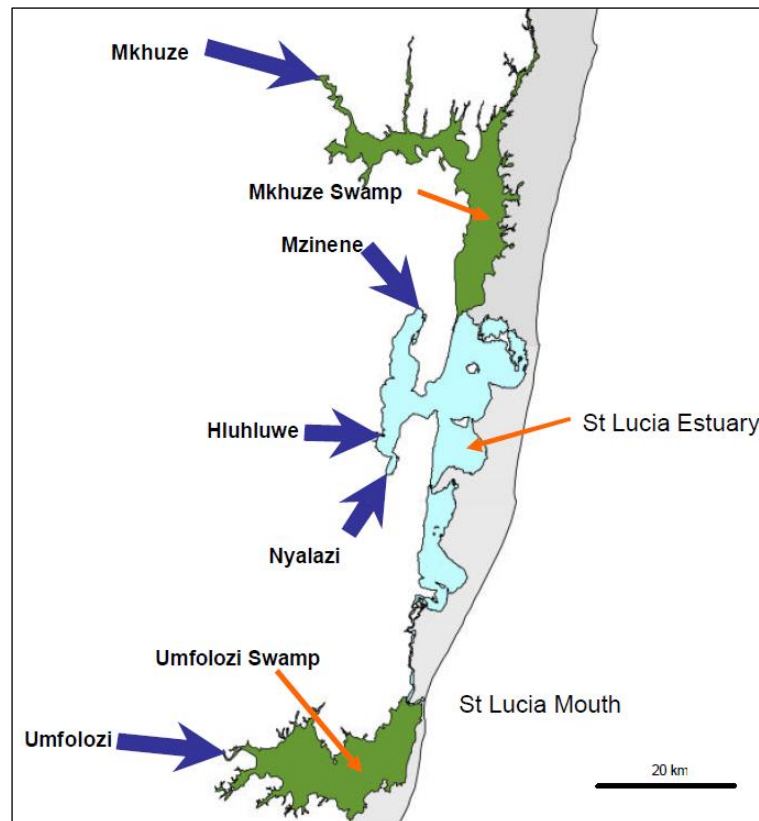 Mkhuze
Mkhuze Swamp
Mzinene
Hluhluwe
St Lucia Estuary
Nyalazi
Umfolozi Swamp
St Lucia Mouth
Umfolozi
20 km